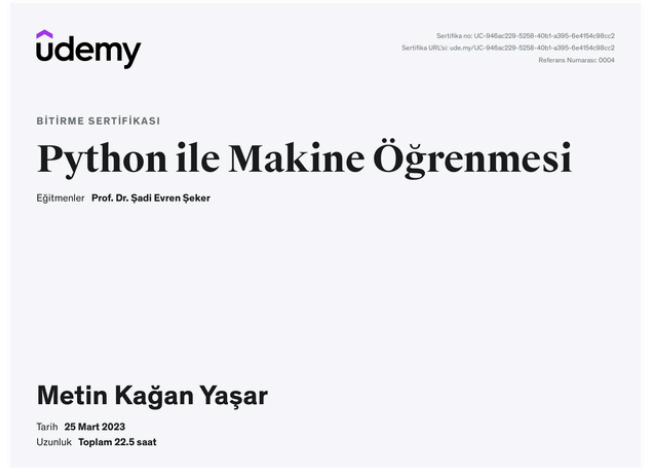 udemy
Sertifika no: UC-946ac229-5258-40b1-a395-6e4154c98cc2
Sertifika URL'si: ude.my/UC-946ac229-5258-40b1-a395-6e4154c98cc2
Referans Numarası: 0004
BİTİRME SERTİFİKASI
Python ile Makine Öğrenmesi
Eğitmenler Prof. Dr. Şadi Evren Şeker
Metin Kağan Yaşar
Tarih 25 Mart 2023
Uzunluk Toplam 22.5 saat